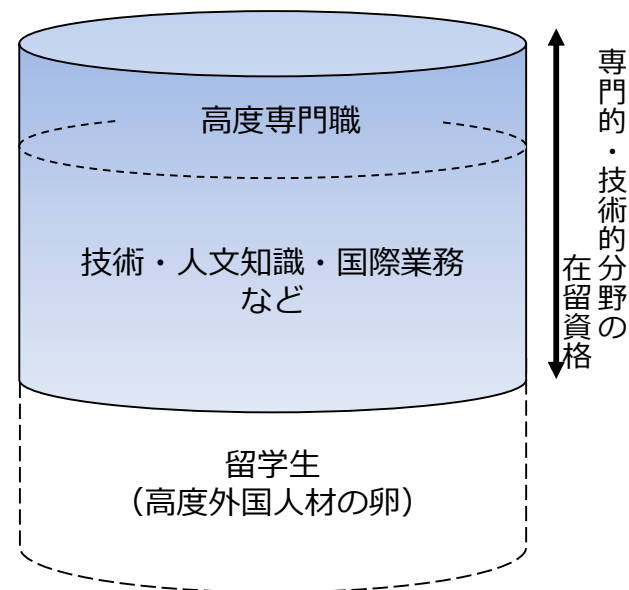 高度専門職
技術・人文知識・国際業務
など
留学生
（高度外国人材の卵）
専門的・技術的分野の
在留資格